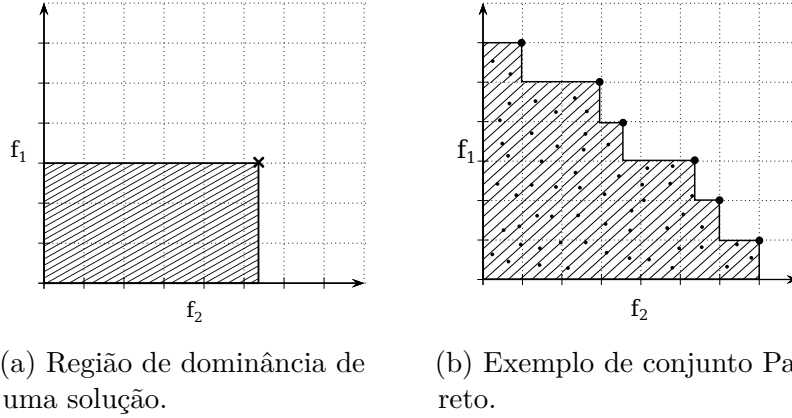 f1
f2
f1
f2
(a) Região de dominância de
uma solução.
(b) Exemplo de conjunto Pa
reto.